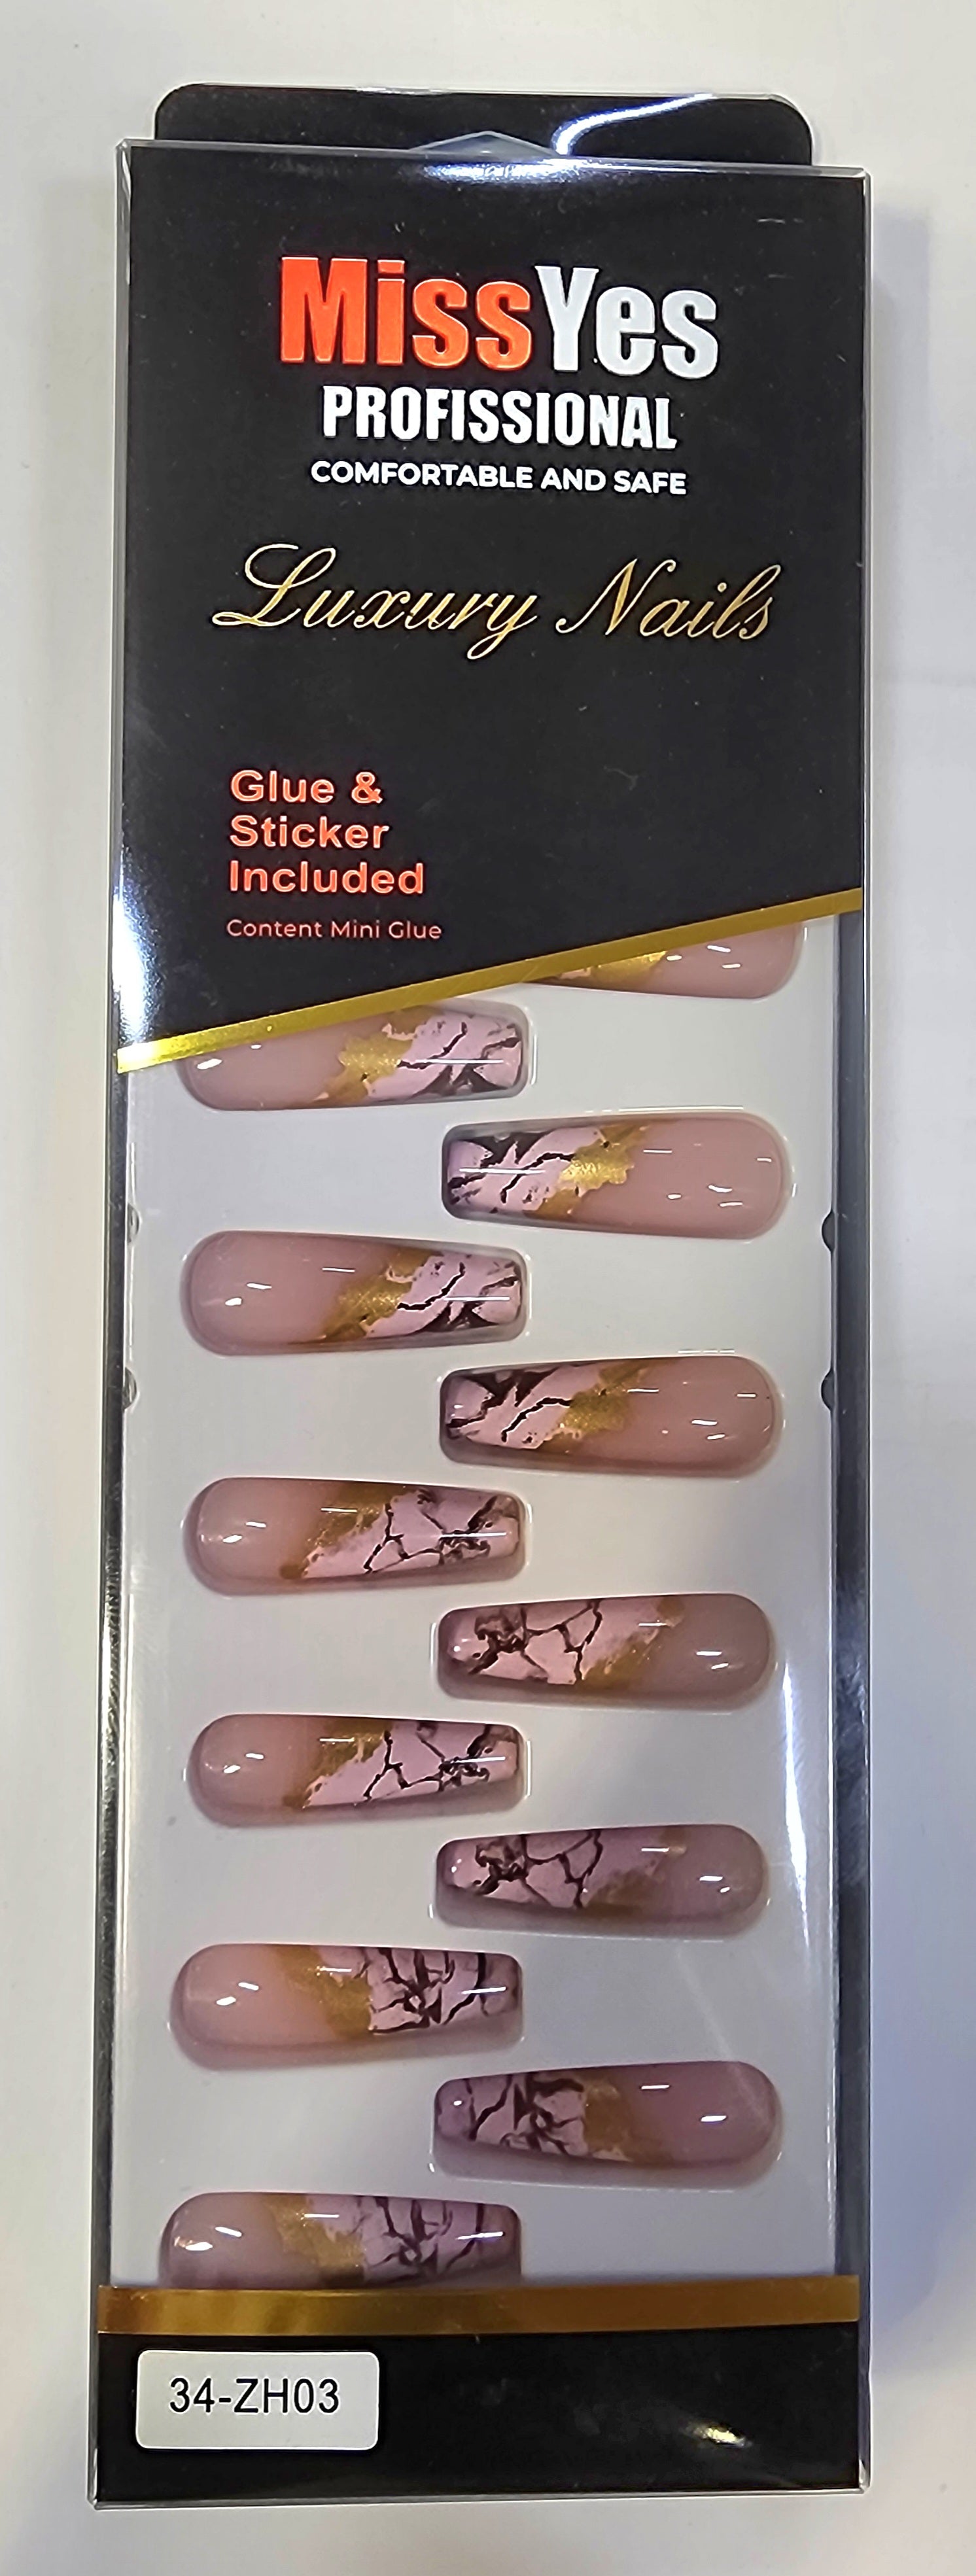 MissYes
PROFISSIONAL
COMFORTABLE AND SAFE
Luxury Nails
Glue &
Sticker
Included
Content Mini Glue
34-ZH03